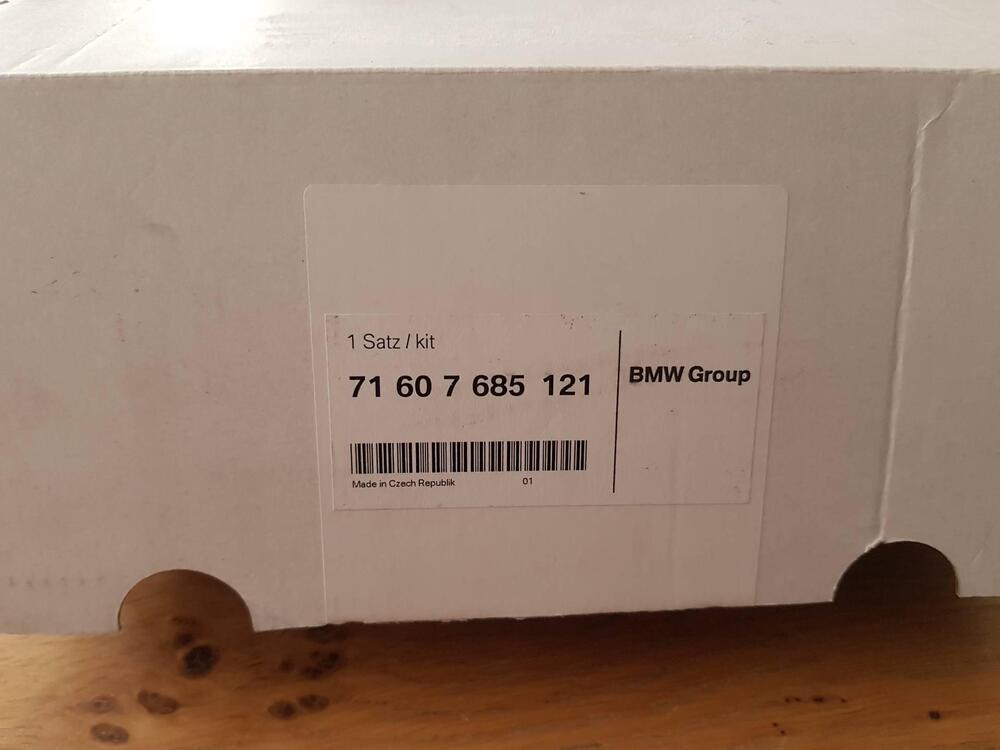 1 Satz / kit
71 60 7 685 121
BMW Group
Made in Czech Republik 01